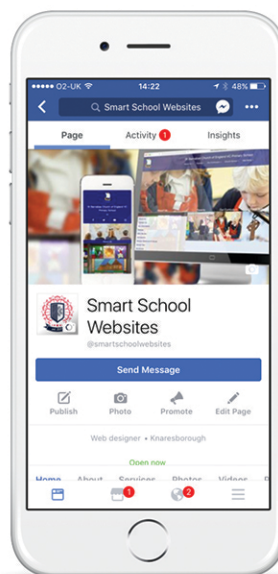 O2-UK 14:22 48%
Smart School Websites
Page Activity 1 Insights
Smart School
Websites
@smartschoolwebsites
Send Message
Publish Photo Promote Edit Page
Web designer • Knaresborough
Open now
Home About Services Photos Videos
1 2